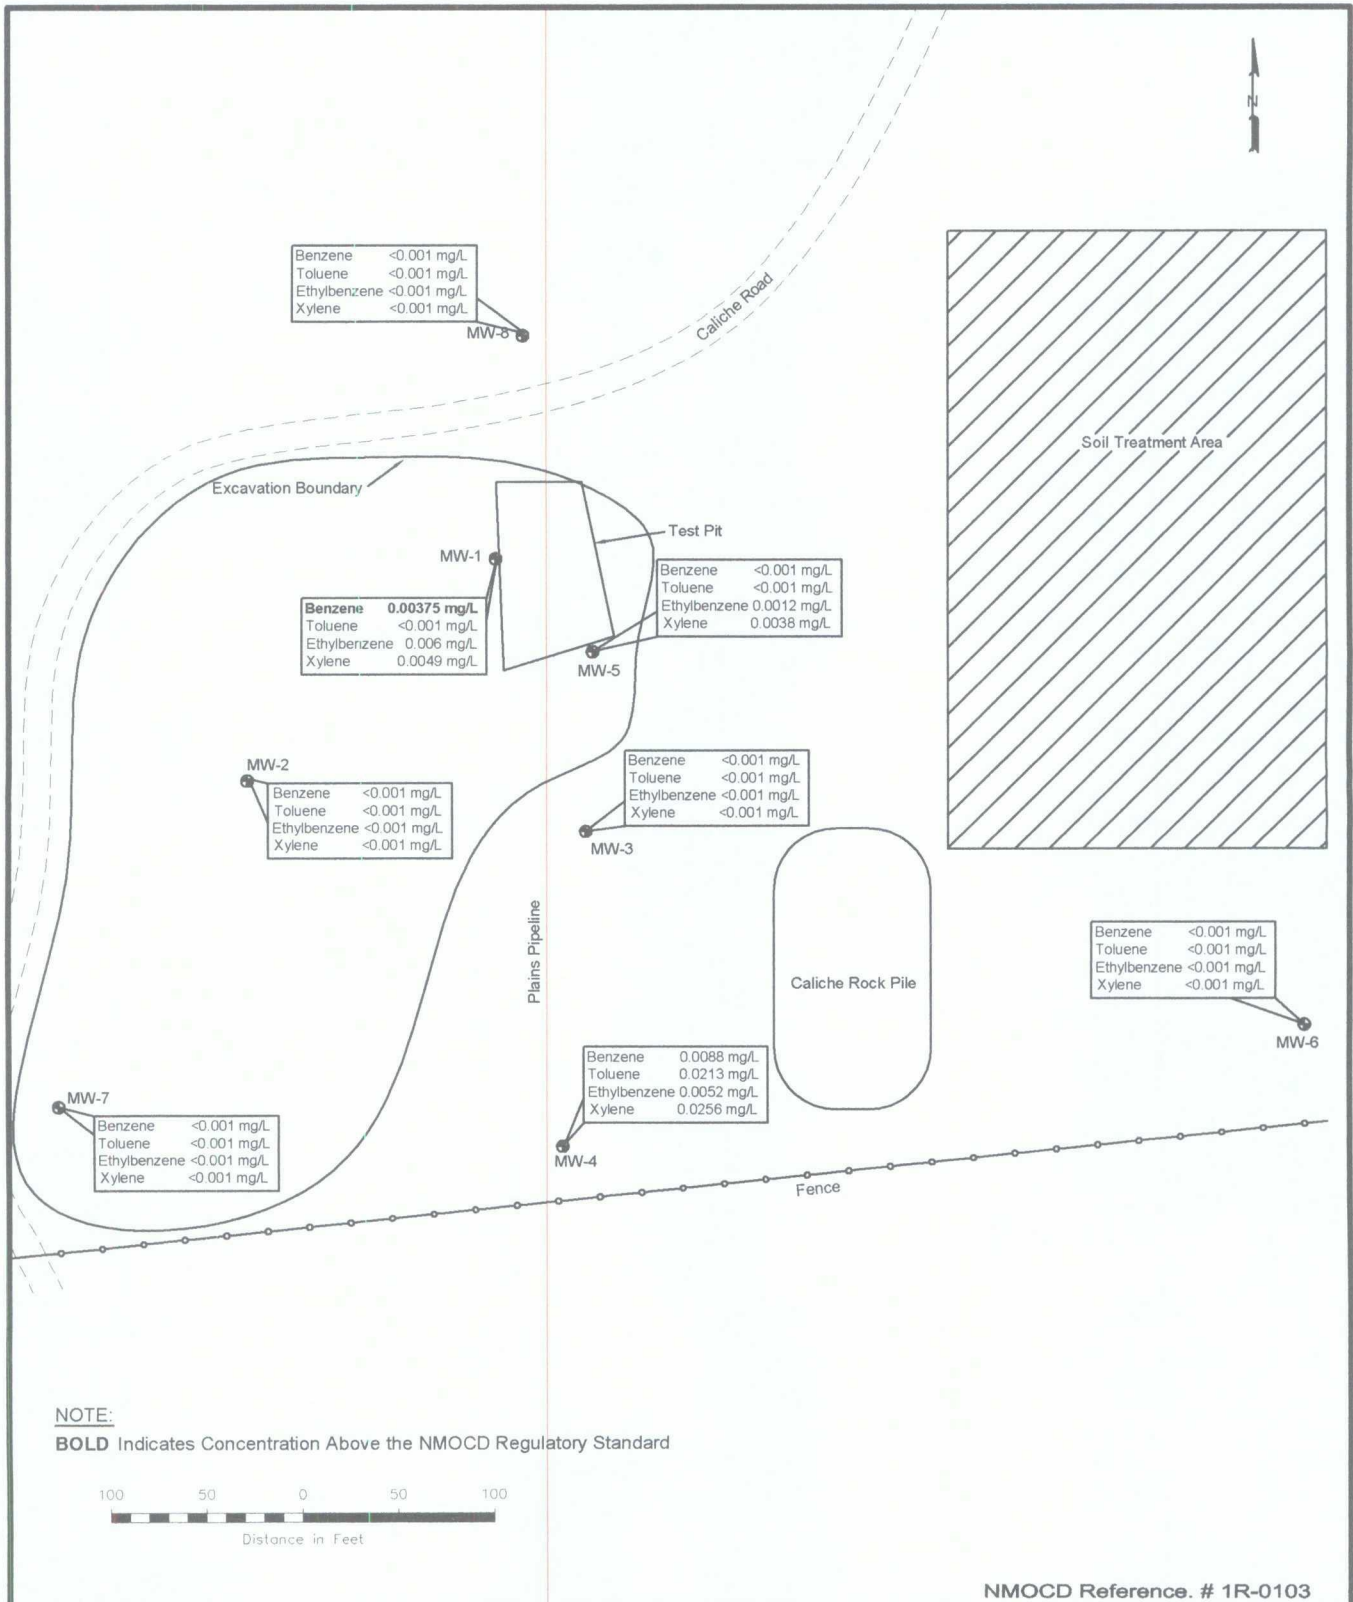 N
Benzene <0.001 mg/L
Toluene <0.001 mg/L
Ethylbenzene <0.001 mg/L
Xylene <0.001 mg/L
MW-8
Caliche Road
Soil Treatment Area
Excavation Boundary
Test Pit
MW-1
Benzene <0.001 mg/L
Toluene <0.001 mg/L
Ethylbenzene 0.0012 mg/L
Xylene 0.0038 mg/L
Benzene 0.00375 mg/L
Toluene <0.001 mg/L
Ethylbenzene 0.006 mg/L
Xylene 0.0049 mg/L
MW-5
MW-2
Benzene <0.001 mg/L
Toluene <0.001 mg/L
Ethylbenzene <0.001 mg/L
Xylene <0.001 mg/L
Benzene <0.001 mg/L
Toluene <0.001 mg/L
Ethylbenzene <0.001 mg/L
Xylene <0.001 mg/L
MW-3
Plains Pipeline
Caliche Rock Pile
Benzene <0.001 mg/L
Toluene <0.001 mg/L
Ethylbenzene <0.001 mg/L
Xylene <0.001 mg/L
MW-6
Benzene 0.0088 mg/L
Toluene 0.0213 mg/L
Ethylbenzene 0.0052 mg/L
Xylene 0.0256 mg/L
MW-4
MW-7
Benzene <0.001 mg/L
Toluene <0.001 mg/L
Ethylbenzene <0.001 mg/L
Xylene <0.001 mg/L
Fence
NOTE:
BOLD Indicates Concentration Above the NMOCD Regulatory Standard
100 50 0 50 100
Distance in Feet
NMOCD Reference. # 1R-0103